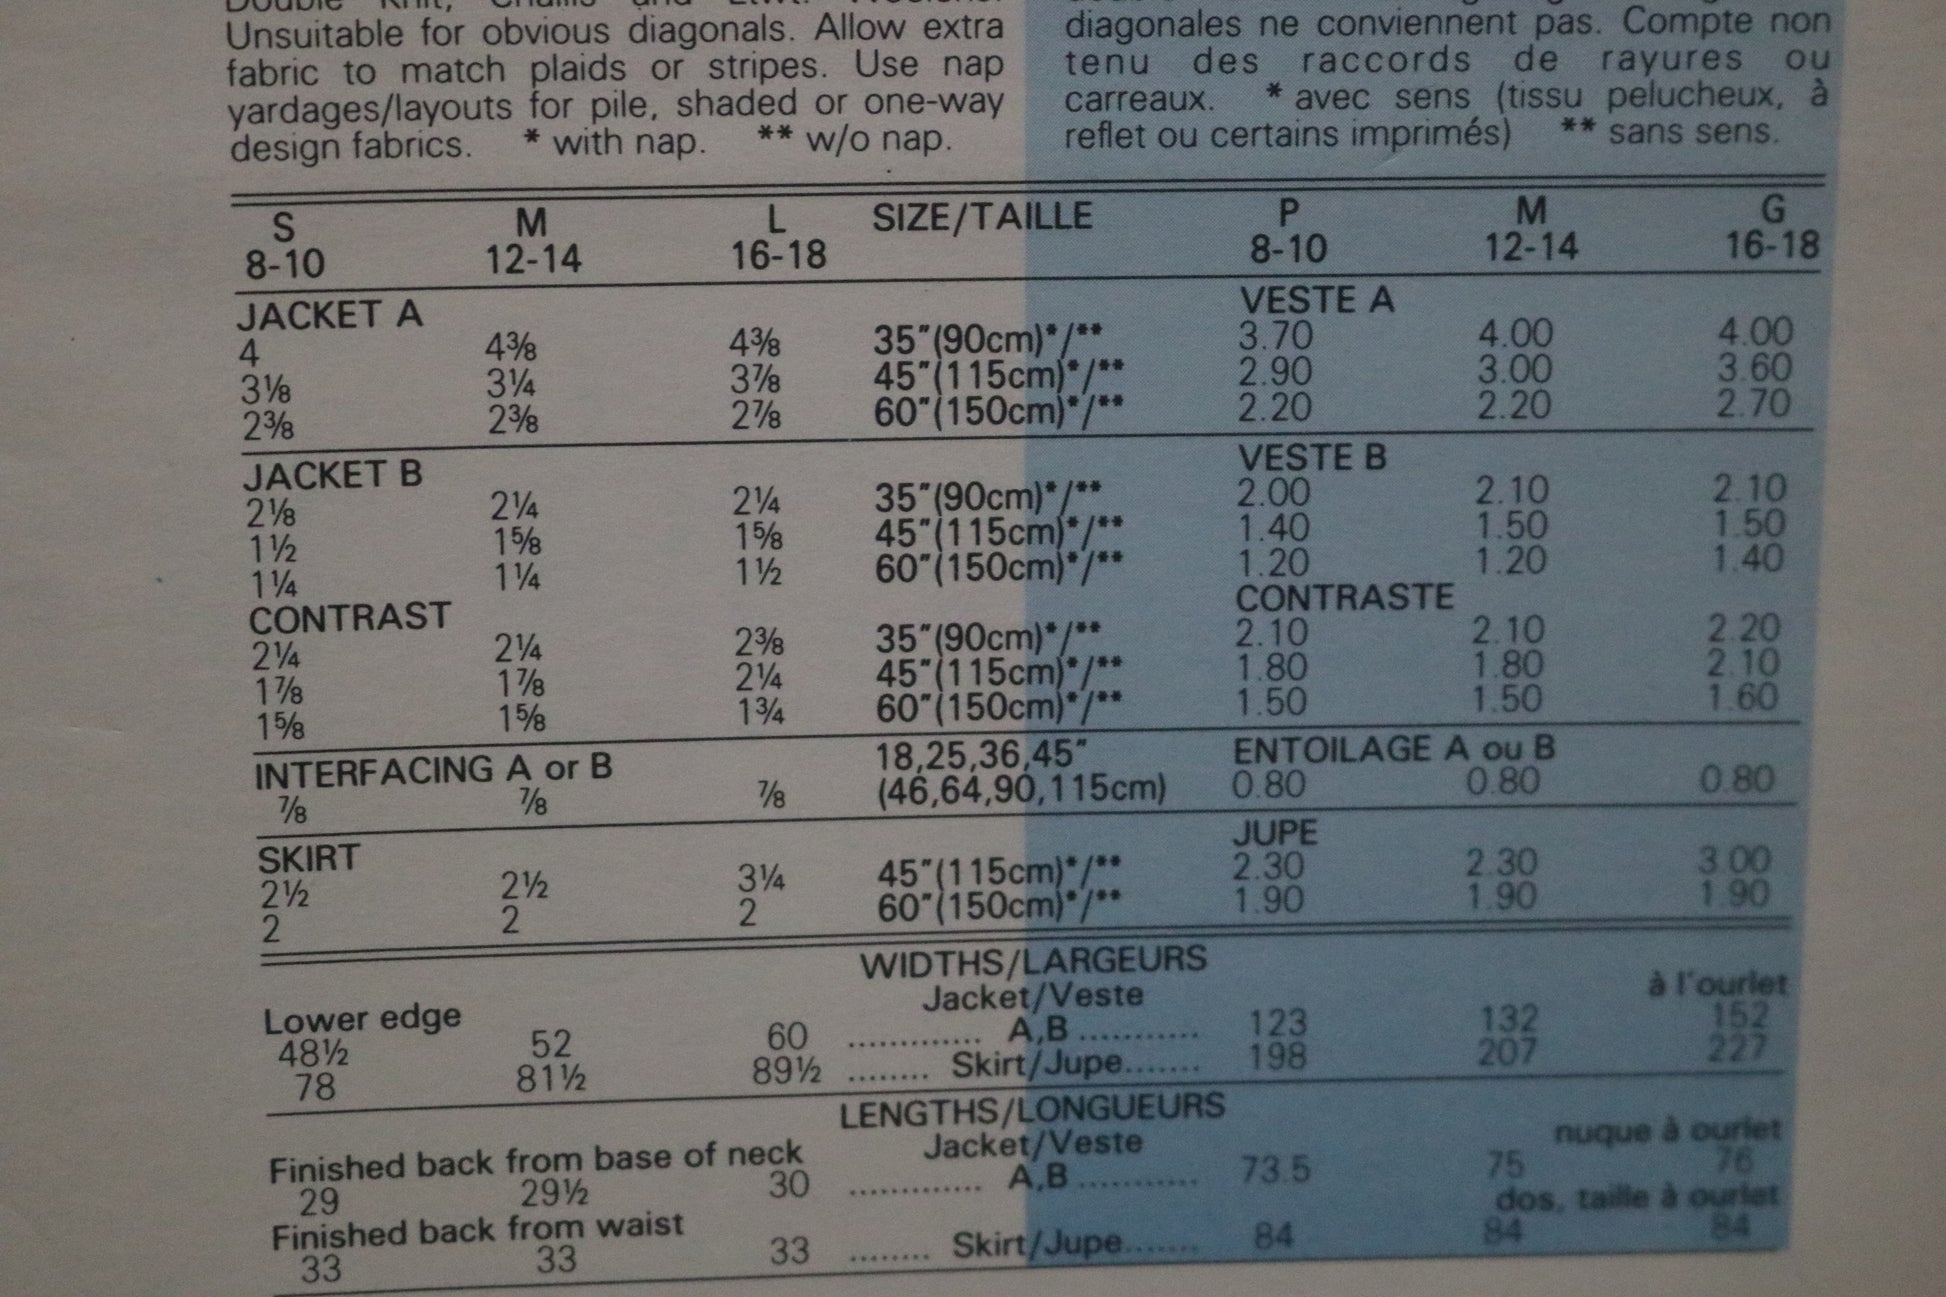 Unsuitable for obvious diagonals. Allow extra
fabric to match plaids or stripes. Use nap
yardages/layouts for pile, shaded or one-way
design fabrics. * with nap. ** w/o nap.
diagonales ne conviennent pas. Compte non
tenu des raccords de rayures ou
carreaux. * avec sens (tissu pelucheux, à
reflet ou certains imprimés) ** sans sens.
S M L SIZE/TAILLE P M G
8-10 12-14 16-18 8-10 12-14 16-18
JACKET A VESTE A
4 4⅜ 4⅜ 35"(90cm)*/** 3.70 4.00 4.00
3⅛ 3¼ 3⅞ 45"(115cm)*/** 2.90 3.00 3.60
2⅜ 2⅜ 2⅞ 60"(150cm)*/** 2.20 2.20 2.70
JACKET B VESTE B
2⅛ 2¼ 2¼ 35"(90cm)*/** 2.00 2.10 2.10
1½ 1⅝ 1⅝ 45"(115cm)*/** 1.40 1.50 1.50
1¼ 1¼ 1½ 60"(150cm)*/** 1.20 1.20 1.40
CONTRAST CONTRASTE
2¼ 2¼ 2⅜ 35"(90cm)*/** 2.10 2.10 2.20
1⅞ 1⅞ 2¼ 45"(115cm)*/** 1.80 1.80 2.10
1⅝ 1⅝ 1¾ 60"(150cm)*/** 1.50 1.50 1.60
INTERFACING A or B 18,25,36,45" ENTOILAGE A ou B
⅞ ⅞ ⅞ (46,64,90,115cm) 0.80 0.80 0.80
SKIRT JUPE
2½ 2½ 3¼ 45"(115cm)*/** 2.30 2.30 3.00
2 2 2 60"(150cm)*/** 1.90 1.90 1.90
WIDTHS/LARGEURS
Lower edge Jacket/Veste à l'ourlet
48½ 52 60 ............. A,B ........... 123 132 152
78 81½ 89½ ........ Skirt/Jupe....... 198 207 227
LENGTHS/LONGUEURS
Finished back from base of neck Jacket/Veste nuque à ourlet
29 29½ 30 ............. A,B ........... 73.5 75 76
Finished back from waist dos, taille à ourlet
33 33 33 ........ Skirt/Jupe....... 84 84 84